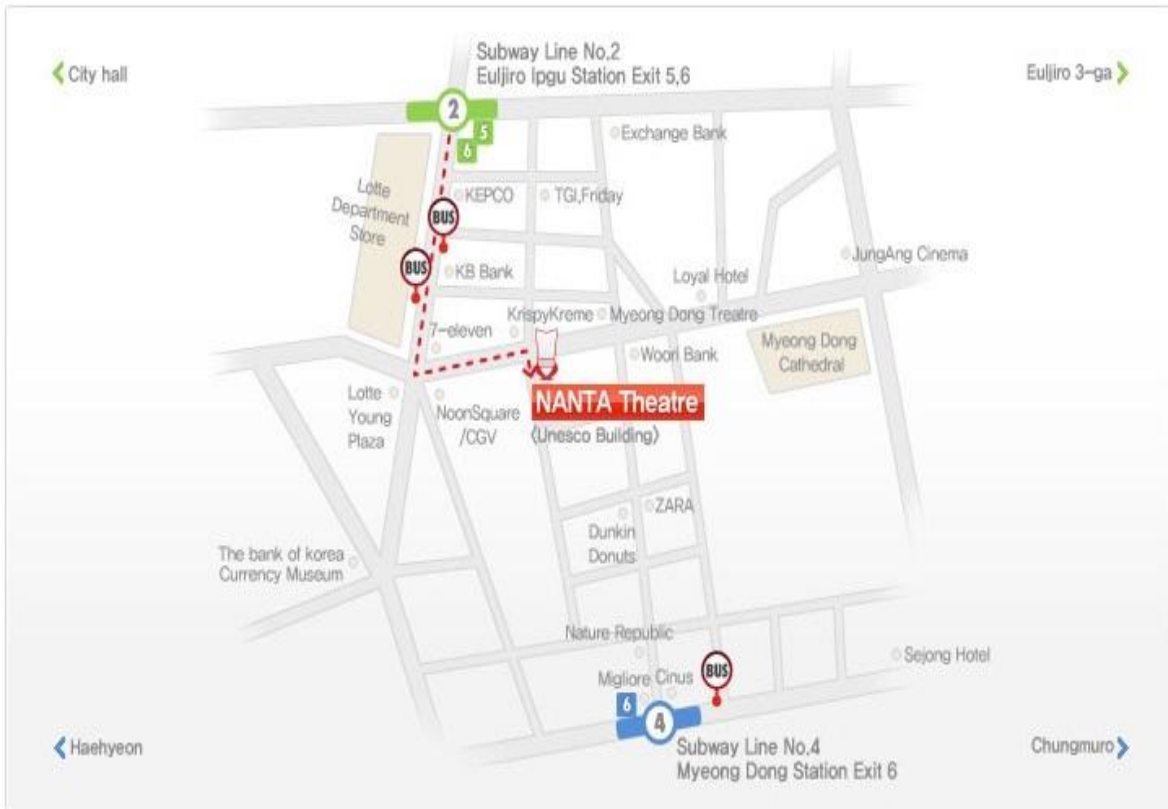 Subway Line No.2
Euljiro Ipgu Station Exit 5,6
City hall
Euljiro 3-ga
2
5
6
Exchange Bank
Lotte
Department
Store
KEPCO
TGI,Friday
BUS
BUS
KB Bank
JungAng Cinema
Loyal Hotel
KrispyKreme
Myeong Dong Treatre
7-eleven
Myeong Dong
Cathedral
Woori Bank
Lotte
Young
Plaza
NoonSquare
/CGV
NANTA Theatre
(Unesco Building)
ZARA
Dunkin
Donuts
The bank of korea
Currency Museum
Nature Republic
Sejong Hotel
BUS
Migliore
Cinus
6
4
Haehyeon
Subway Line No.4
Myeong Dong Station Exit 6
Chungmuro